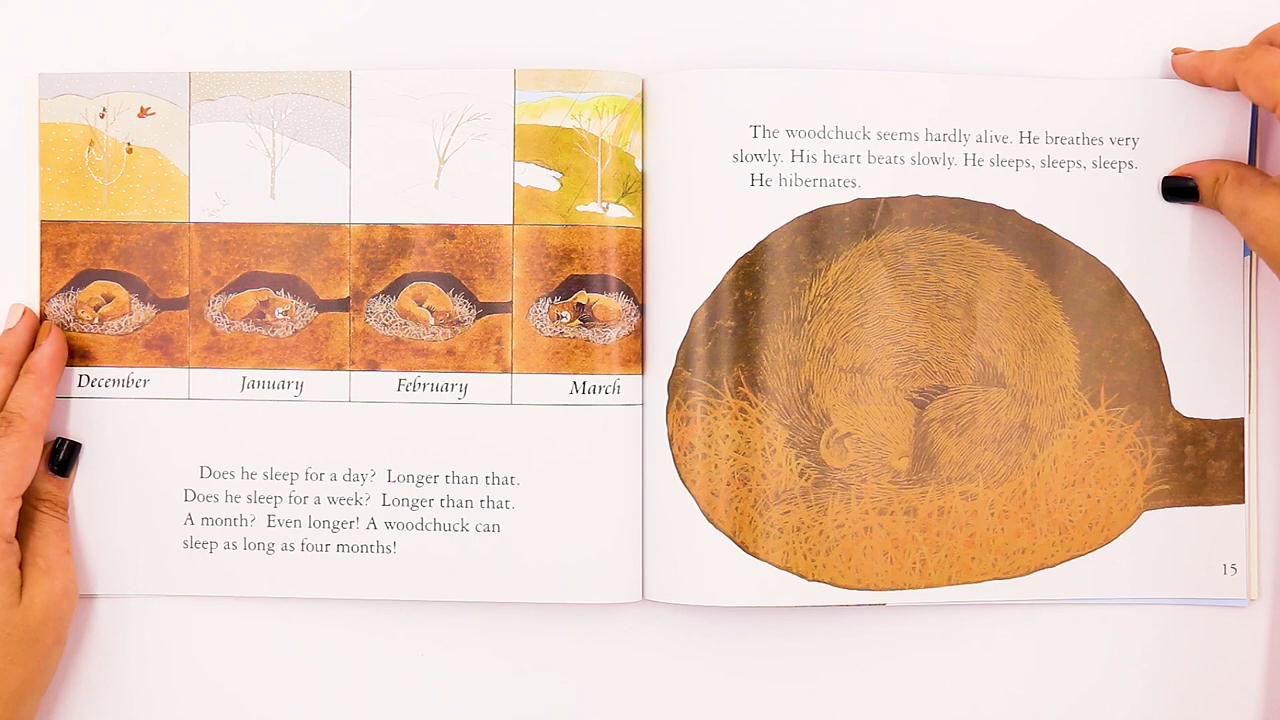 December January February March
Does he sleep for a day? Longer than that.
Does he sleep for a week? Longer than that.
A month? Even longer! A woodchuck can
sleep as long as four months!
The woodchuck seems hardly alive. He breathes very
slowly. His heart beats slowly. He sleeps, sleeps, sleeps.
He hibernates.
15